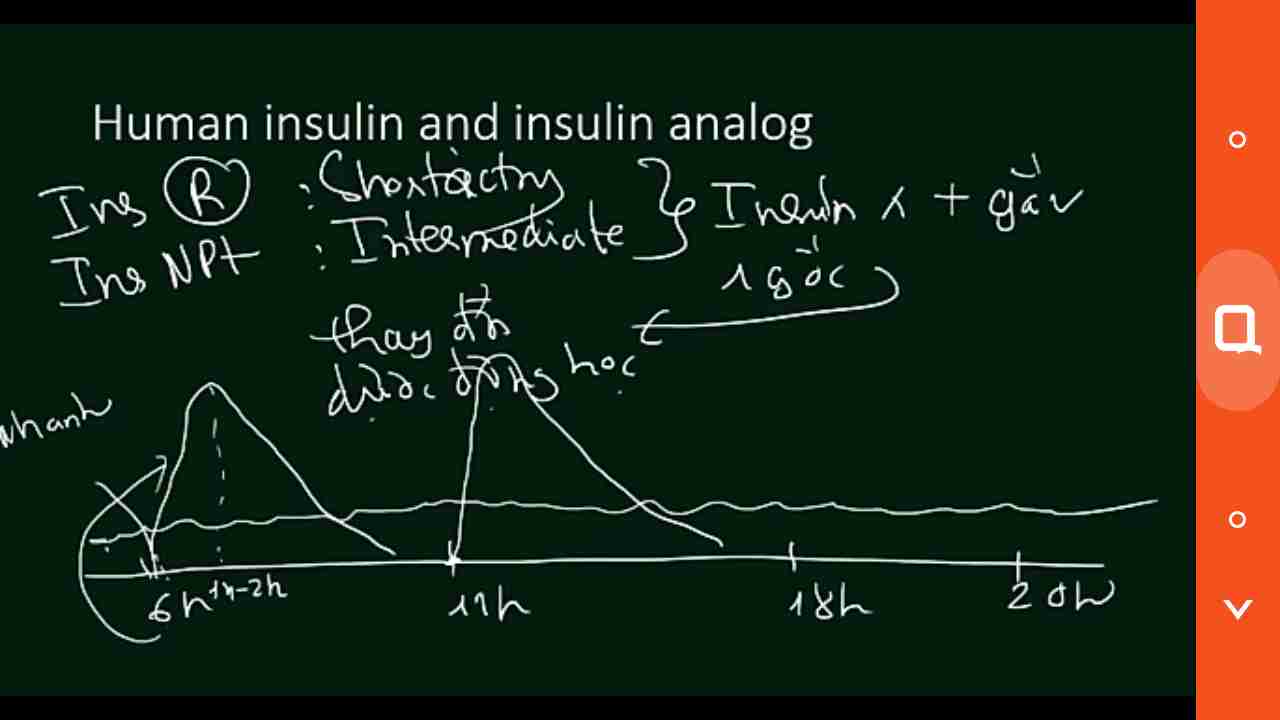 Human insulin and insulin analog
Ins R : Shortacting } Insulin x + gắn
Ins NPH : Intermediate 1 gốc
thay đổi
dược động học
nhanh
6h 1h-2h 11h 18h 20h